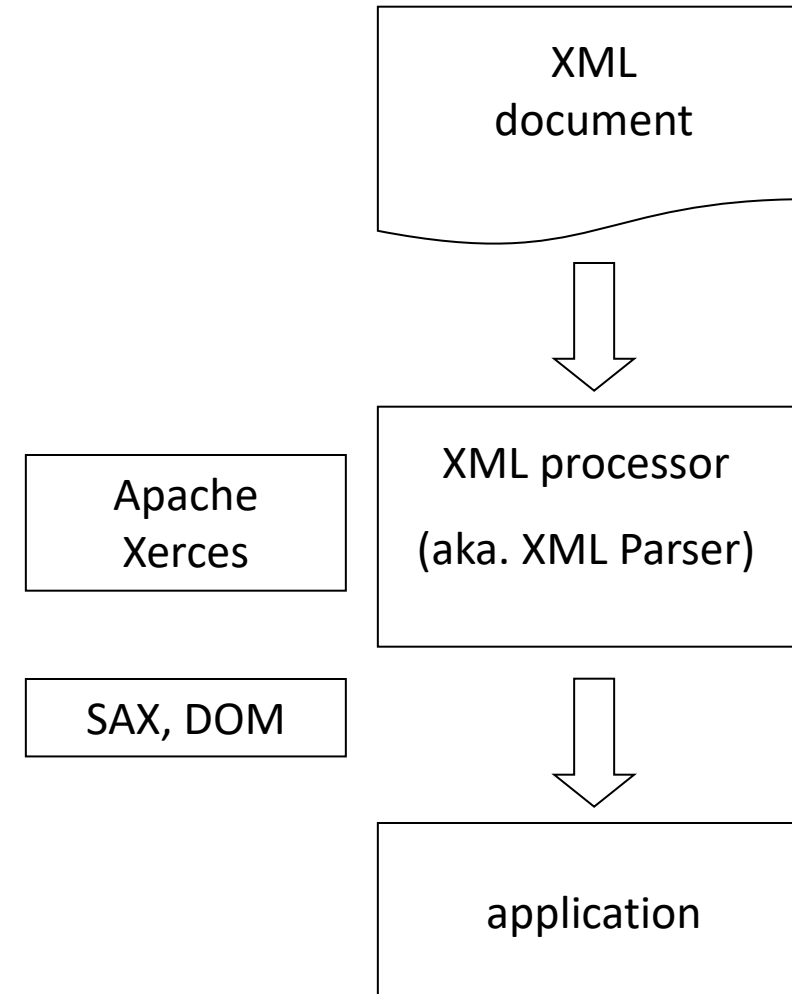 XML
document
XML processor
(aka. XML Parser)
Apache
Xerces
SAX, DOM
application